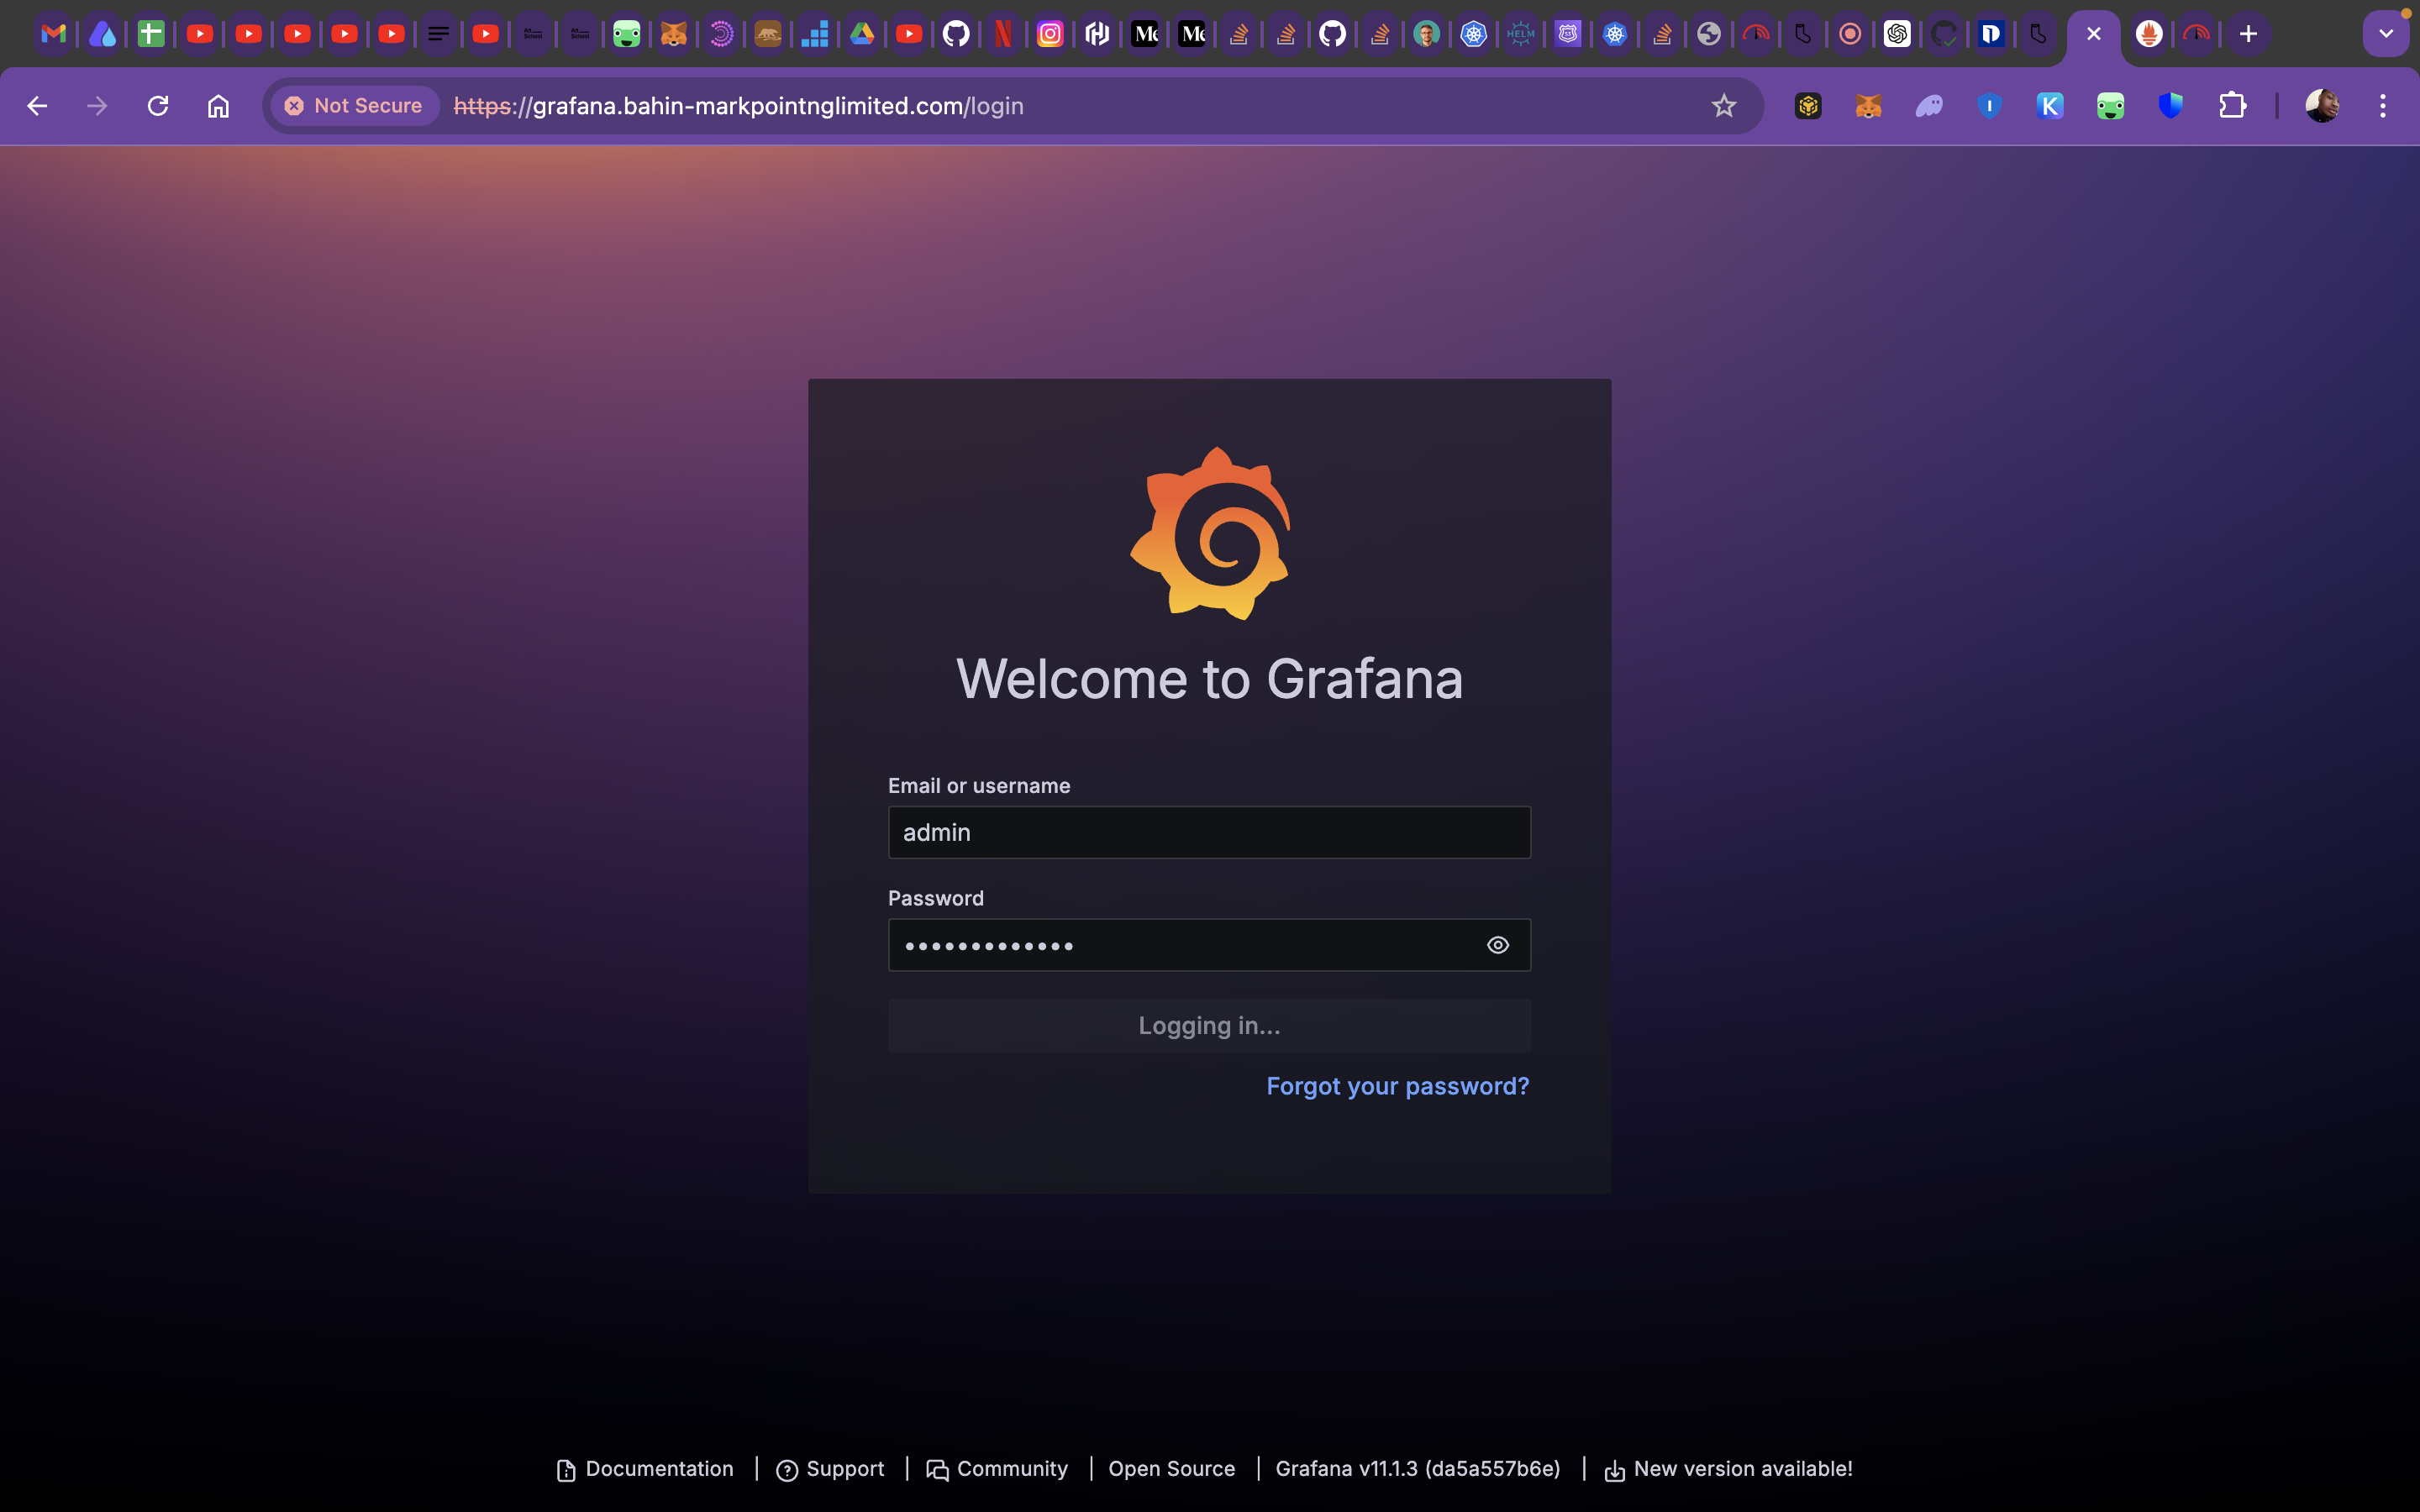 Not Secure
https://grafana.bahin-markpointnglimited.com/login
Welcome to Grafana
Email or username
admin
Password
Logging in...
Forgot your password?
Documentation | Support | Community | Open Source | Grafana v11.1.3 (da5a557b6e) | New version available!